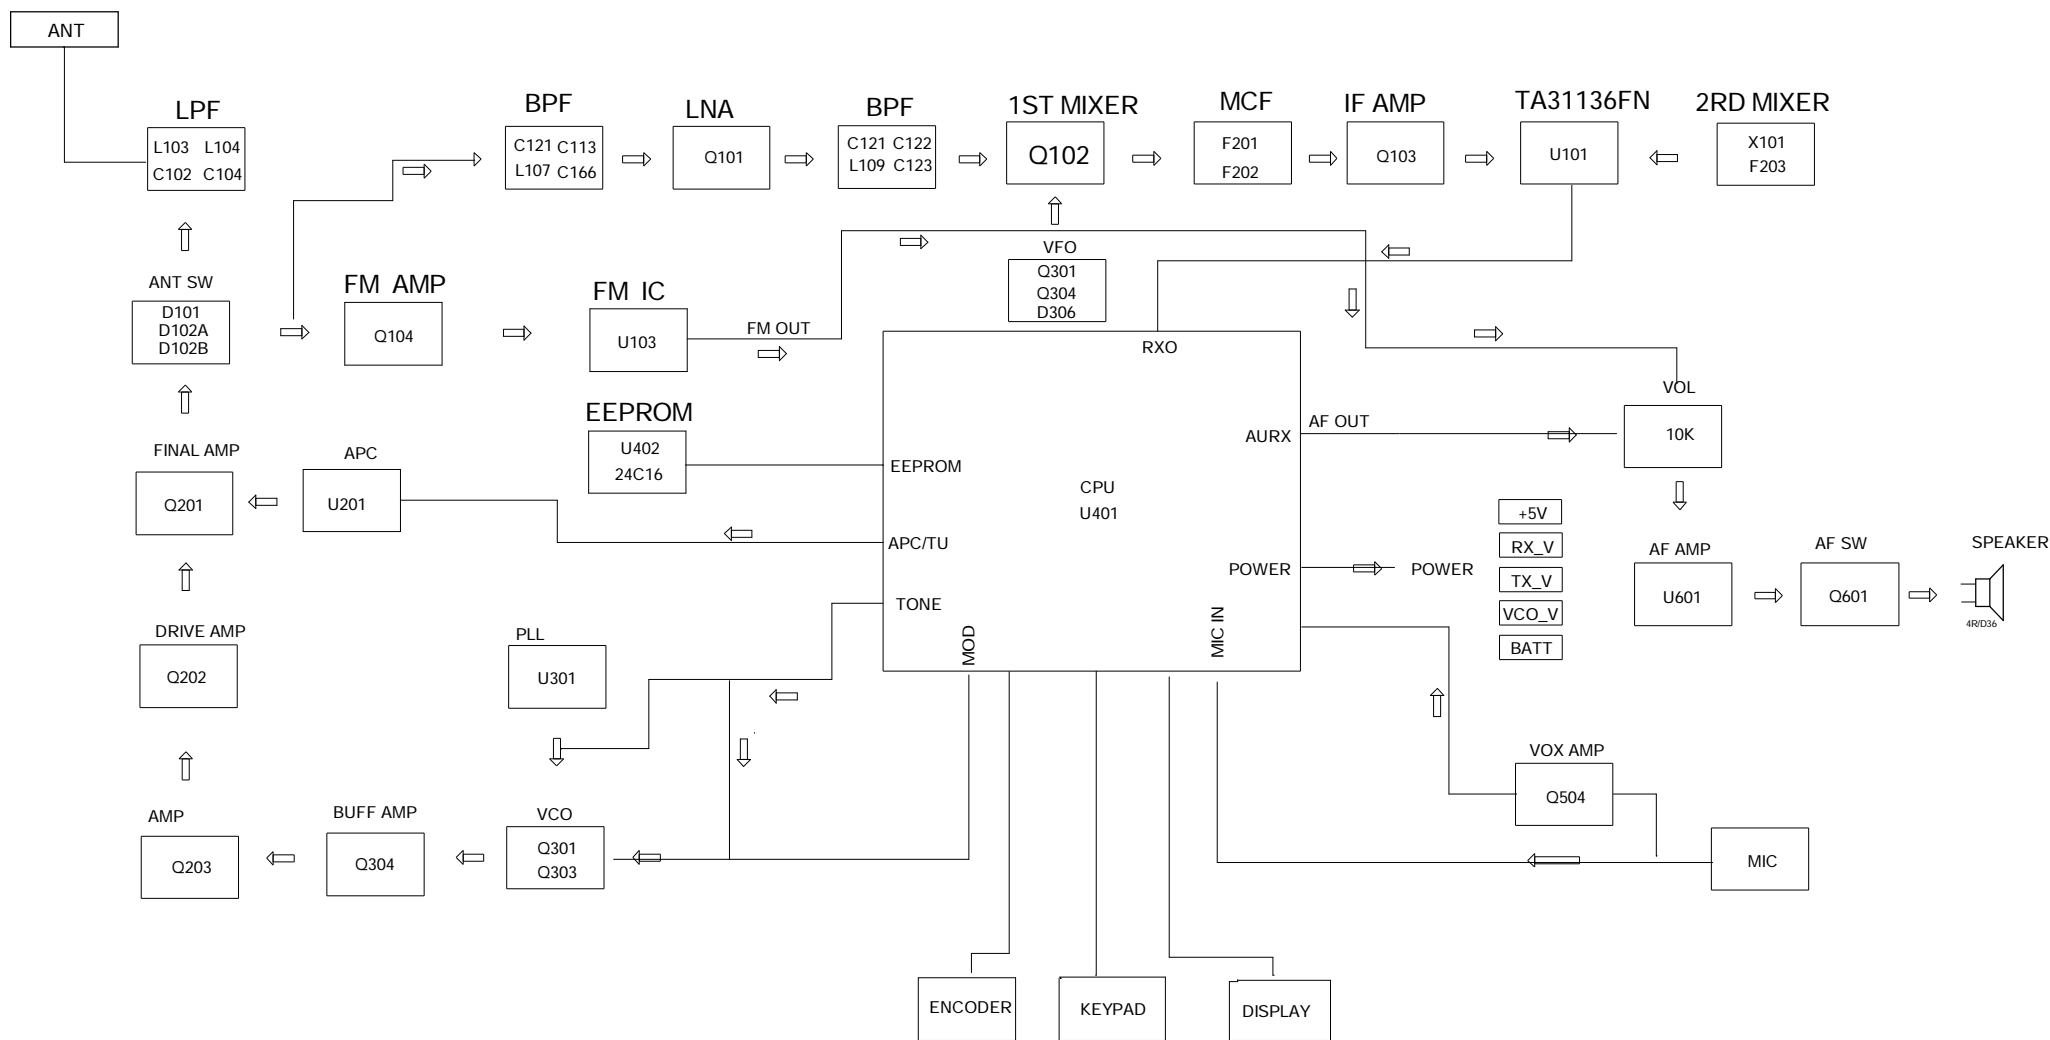 ANT
LPF
L103 L104
C102 C104
BPF
C121 C113
L107 C166
LNA
Q101
BPF
C121 C122
L109 C123
1ST MIXER
Q102
MCF
F201
F202
IF AMP
Q103
TA31136FN
U101
2RD MIXER
X101
F203
ANT SW
D101
D102A
D102B
FM AMP
Q104
FM IC
U103
FM OUT
VFO
Q301
Q304
D306
RXO
VOL
10K
EEPROM
U402
24C16
EEPROM
AURX
AF OUT
FINAL AMP
Q201
APC
U201
CPU
U401
APC/TU
TONE
MOD
MIC IN
POWER
POWER
+5V
RX_V
TX_V
VCO_V
BATT
AF AMP
U601
AF SW
Q601
SPEAKER
4R/D36
DRIVE AMP
Q202
PLL
U301
VOX AMP
Q504
AMP
Q203
BUFF AMP
Q304
VCO
Q301
Q303
MIC
ENCODER
KEYPAD
DISPLAY